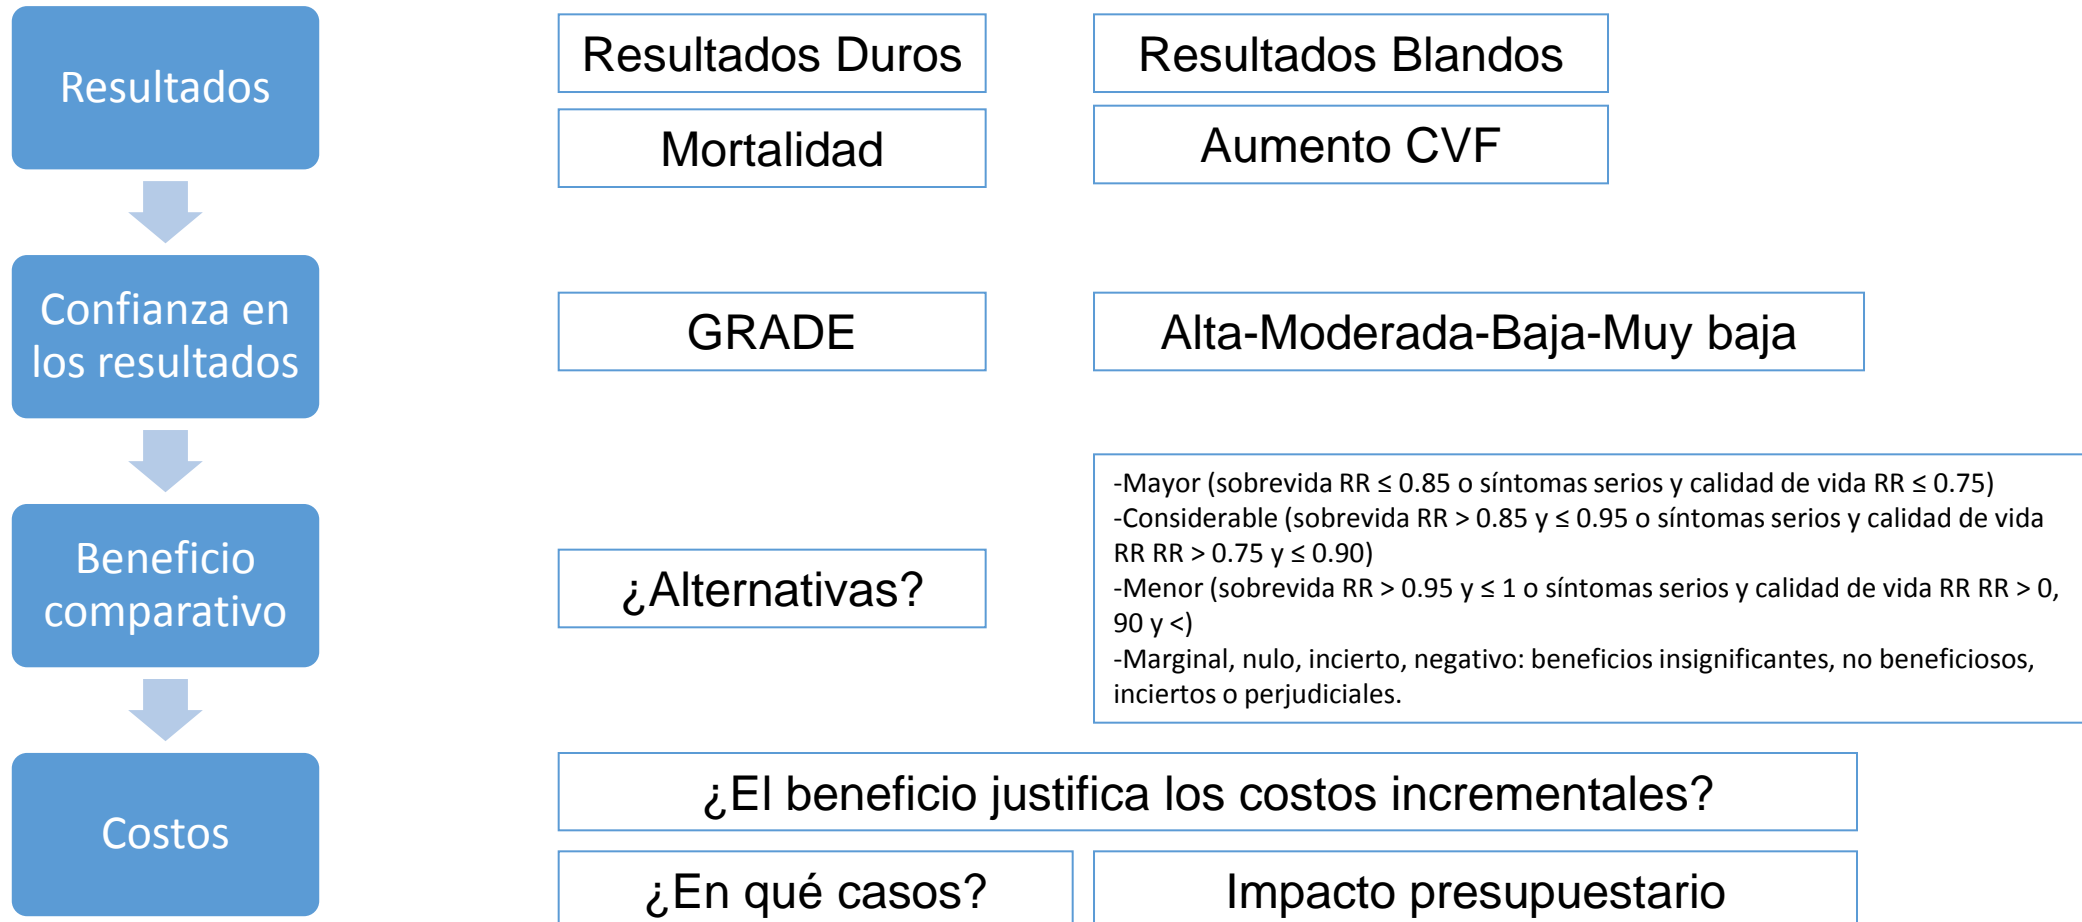 Resultados
Resultados Duros
Resultados Blandos
Mortalidad
Aumento CVF
Confianza en
los resultados
GRADE
Alta-Moderada-Baja-Muy baja
Beneficio
comparativo
¿Alternativas?
-Mayor (sobrevida RR ≤ 0.85 o síntomas serios y calidad de vida RR ≤ 0.75)
-Considerable (sobrevida RR > 0.85 y ≤ 0.95 o síntomas serios y calidad de vida
RR RR > 0.75 y ≤ 0.90)
-Menor (sobrevida RR > 0.95 y ≤ 1 o síntomas serios y calidad de vida RR RR > 0,
90 y <)
-Marginal, nulo, incierto, negativo: beneficios insignificantes, no beneficiosos,
inciertos o perjudiciales.
Costos
¿El beneficio justifica los costos incrementales?
¿En qué casos?
Impacto presupuestario